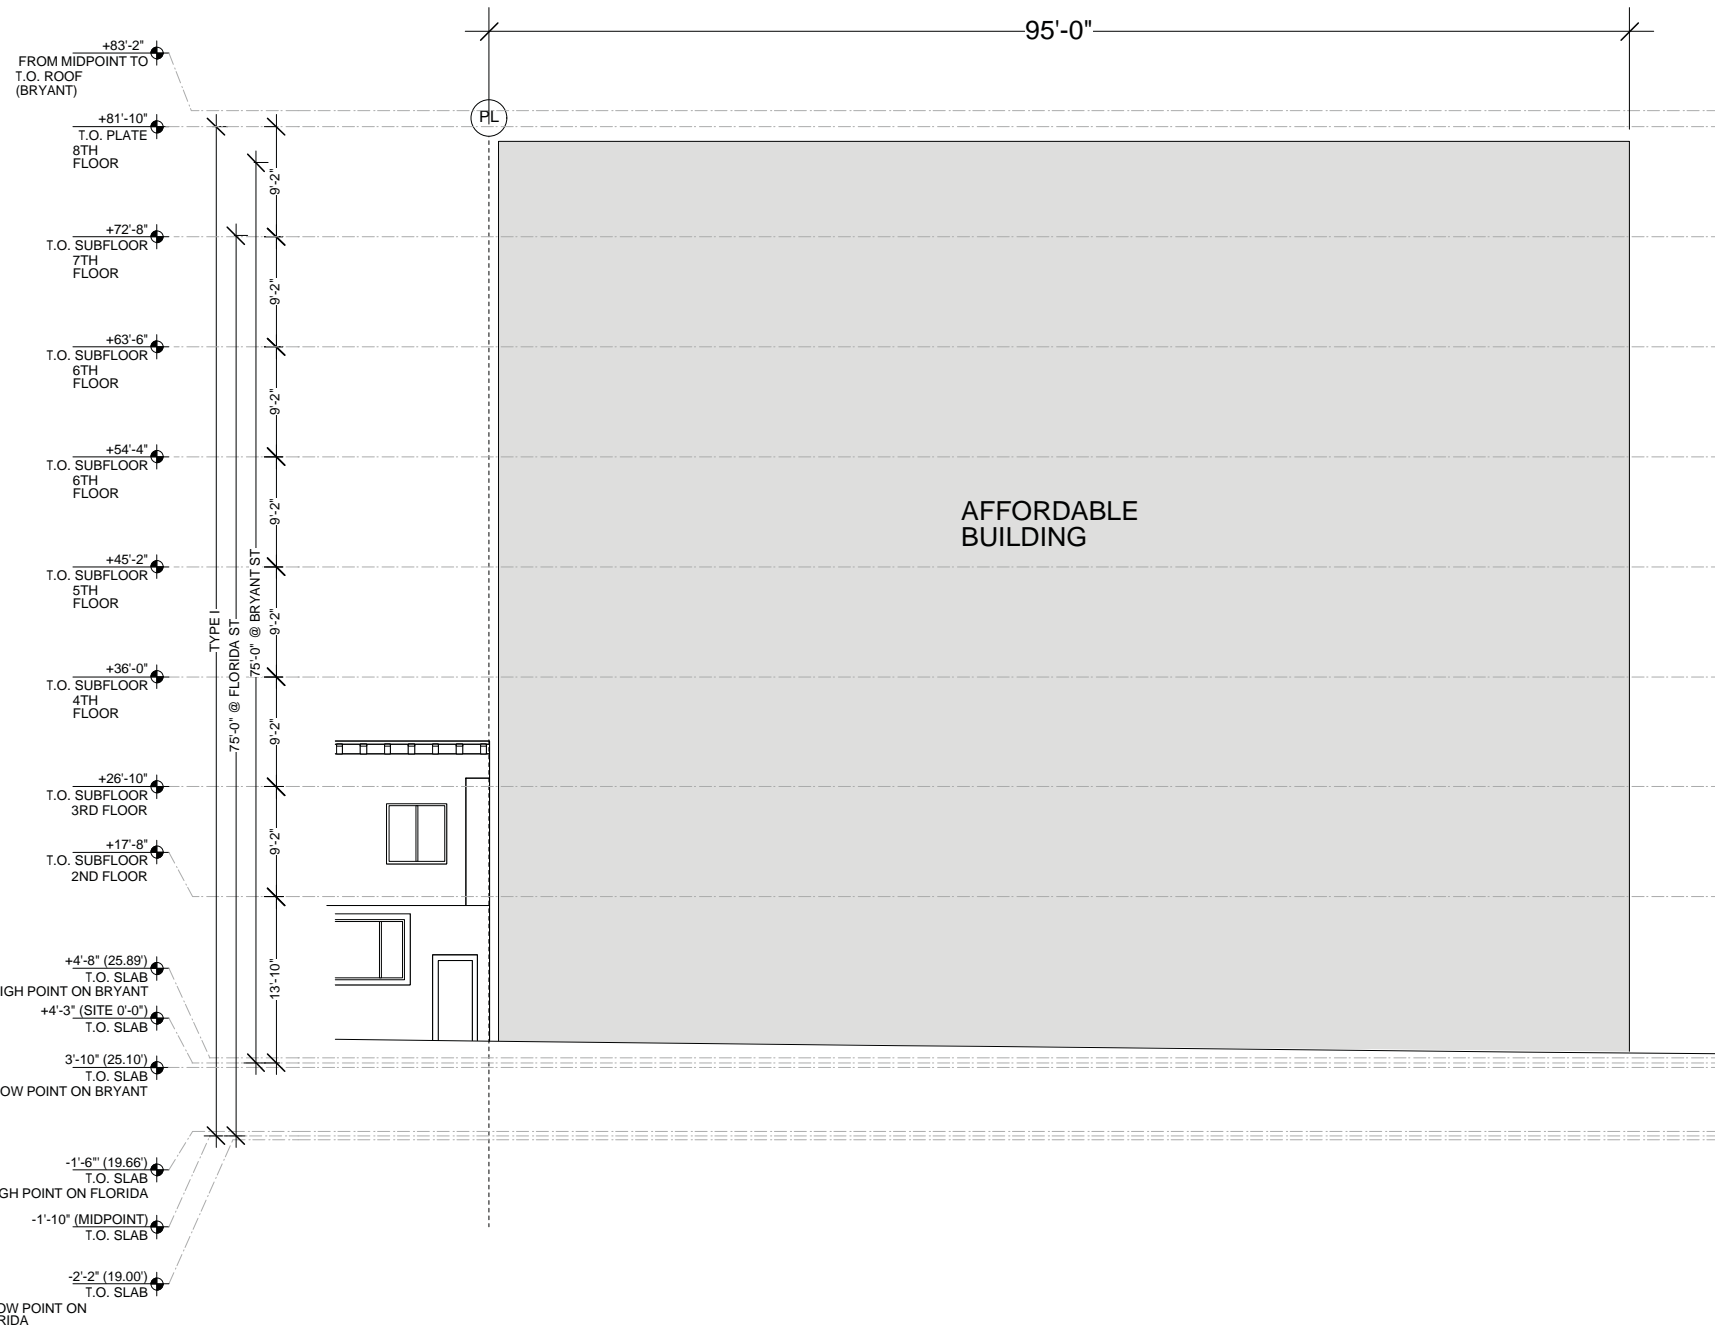 95'-0"
+83'-2"
FROM MIDPOINT TO
T.O. ROOF
(BRYANT)
PL
+81'-10"
T.O. PLATE
8TH
FLOOR
9'-2"
+72'-8"
T.O. SUBFLOOR
7TH
FLOOR
9'-2"
+63'-6"
T.O. SUBFLOOR
6TH
FLOOR
9'-2"
+54'-4"
T.O. SUBFLOOR
6TH
FLOOR
9'-2"
AFFORDABLE
BUILDING
+45'-2"
T.O. SUBFLOOR
5TH
FLOOR
TYPE I
75'-0" @ FLORIDA ST
75'-0" @ BRYANT ST
9'-2"
+36'-0"
T.O. SUBFLOOR
4TH
FLOOR
9'-2"
+26'-10"
T.O. SUBFLOOR
3RD FLOOR
9'-2"
+17'-8"
T.O. SUBFLOOR
2ND FLOOR
13'-10"
+4'-8" (25.89')
T.O. SLAB
IGH POINT ON BRYANT
+4'-3" (SITE 0'-0")
T.O. SLAB
3'-10" (25.10')
T.O. SLAB
OW POINT ON BRYANT
-1'-6'" (19.66')
T.O. SLAB
GH POINT ON FLORIDA
-1'-10" (MIDPOINT)
T.O. SLAB
-2'-2" (19.00')
T.O. SLAB
OW POINT ON
RIDA